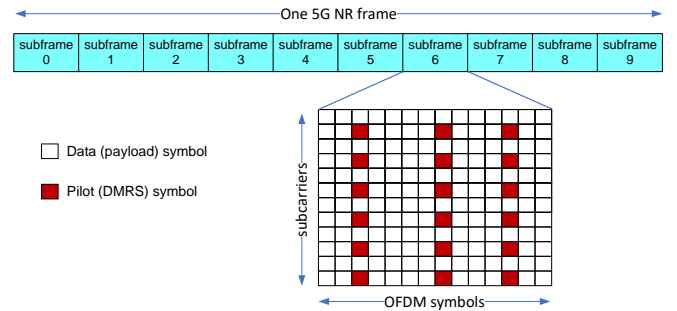 One 5G NR frame
subframe 0
subframe 1
subframe 2
subframe 3
subframe 4
subframe 5
subframe 6
subframe 7
subframe 8
subframe 9
Data (payload) symbol
Pilot (DMRS) symbol
subcarriers
OFDM symbols